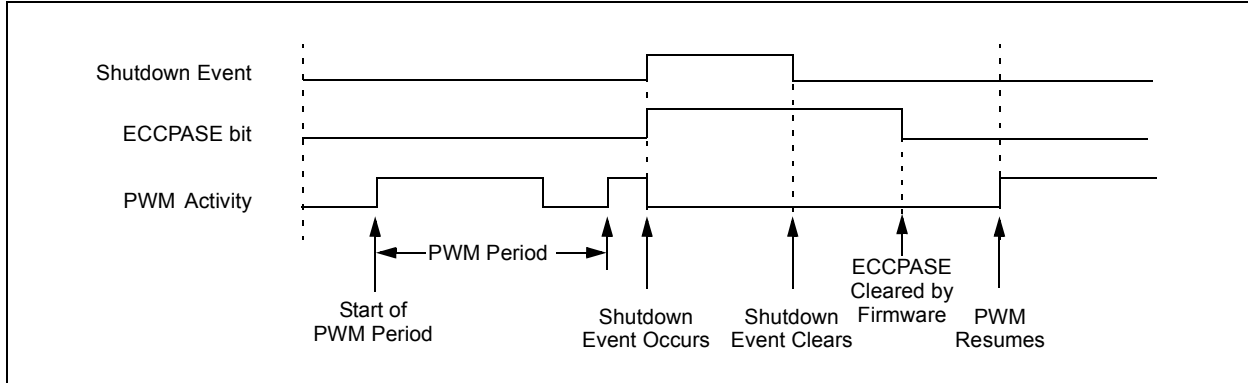 Shutdown Event
ECCPASE bit
PWM Activity
PWM Period
Start of
PWM Period
Shutdown
Event Occurs
Shutdown
Event Clears
ECCPASE
Cleared by
Firmware
PWM
Resumes